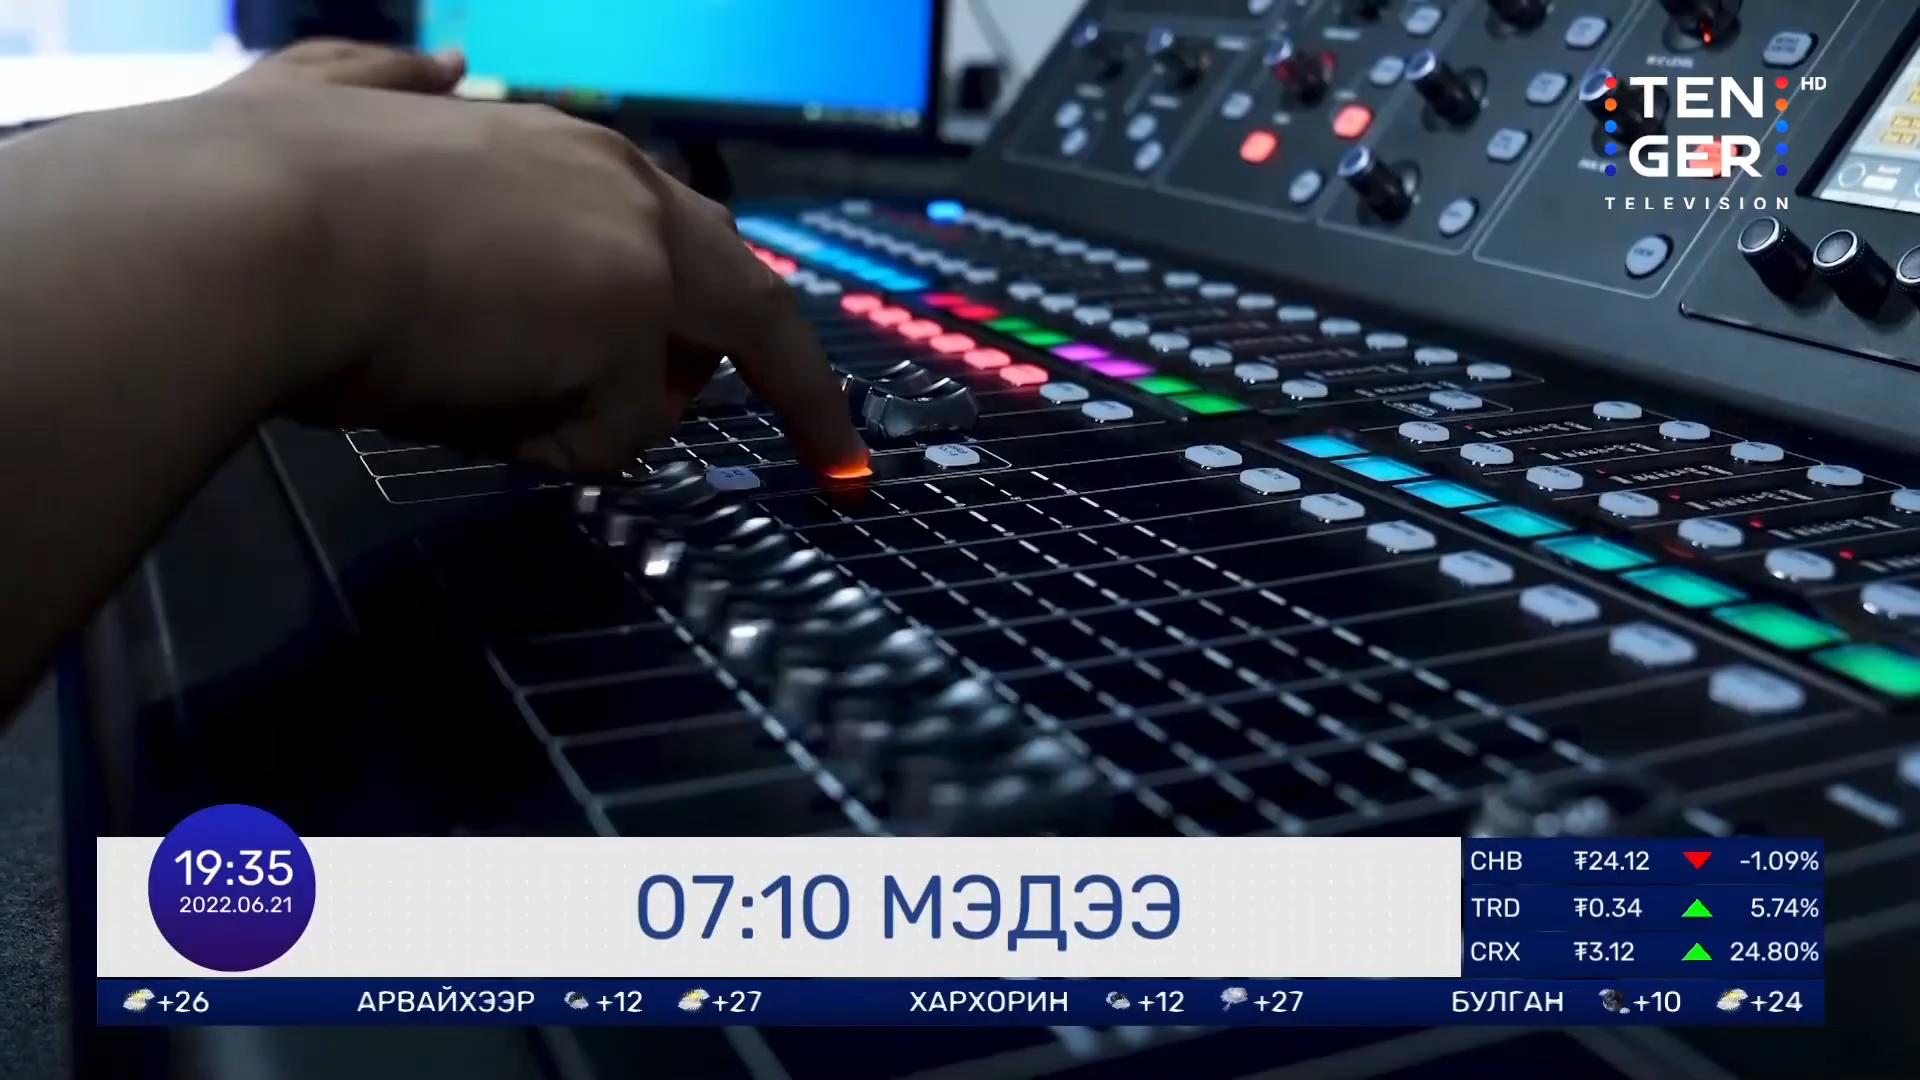 TEN HD
GER
TELEVISION
19:35
2022.06.21
07:10 МЭДЭЭ
CHB ₮24.12 -1.09%
TRD ₮0.34 5.74%
CRX ₮3.12 24.80%
+26 АРВАЙХЭЭР +12 +27 ХАРХОРИН +12 +27 БУЛГАН +10 +24